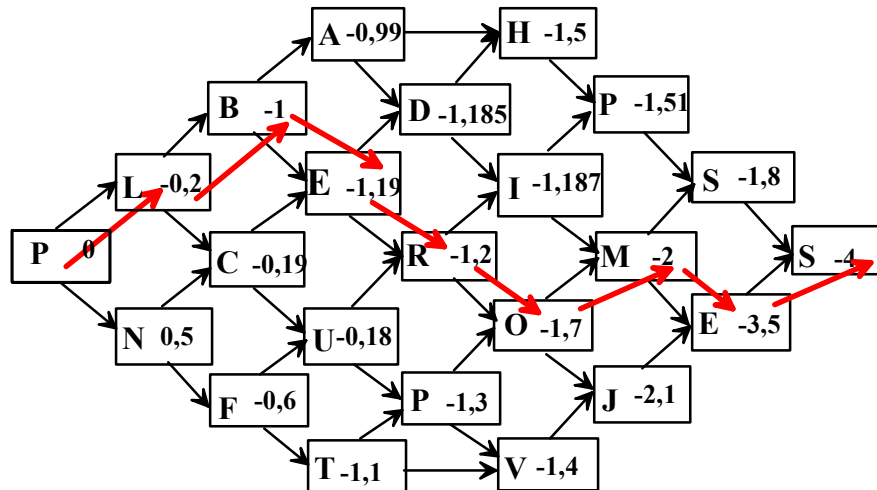 A -0,99
H -1,5
B -1
D -1,185
P -1,51
L -0,2
E -1,19
I -1,187
S -1,8
P 0
C -0,19
R -1,2
M -2
S -4
N 0,5
U -0,18
O -1,7
E -3,5
F -0,6
P -1,3
J -2,1
T -1,1
V -1,4